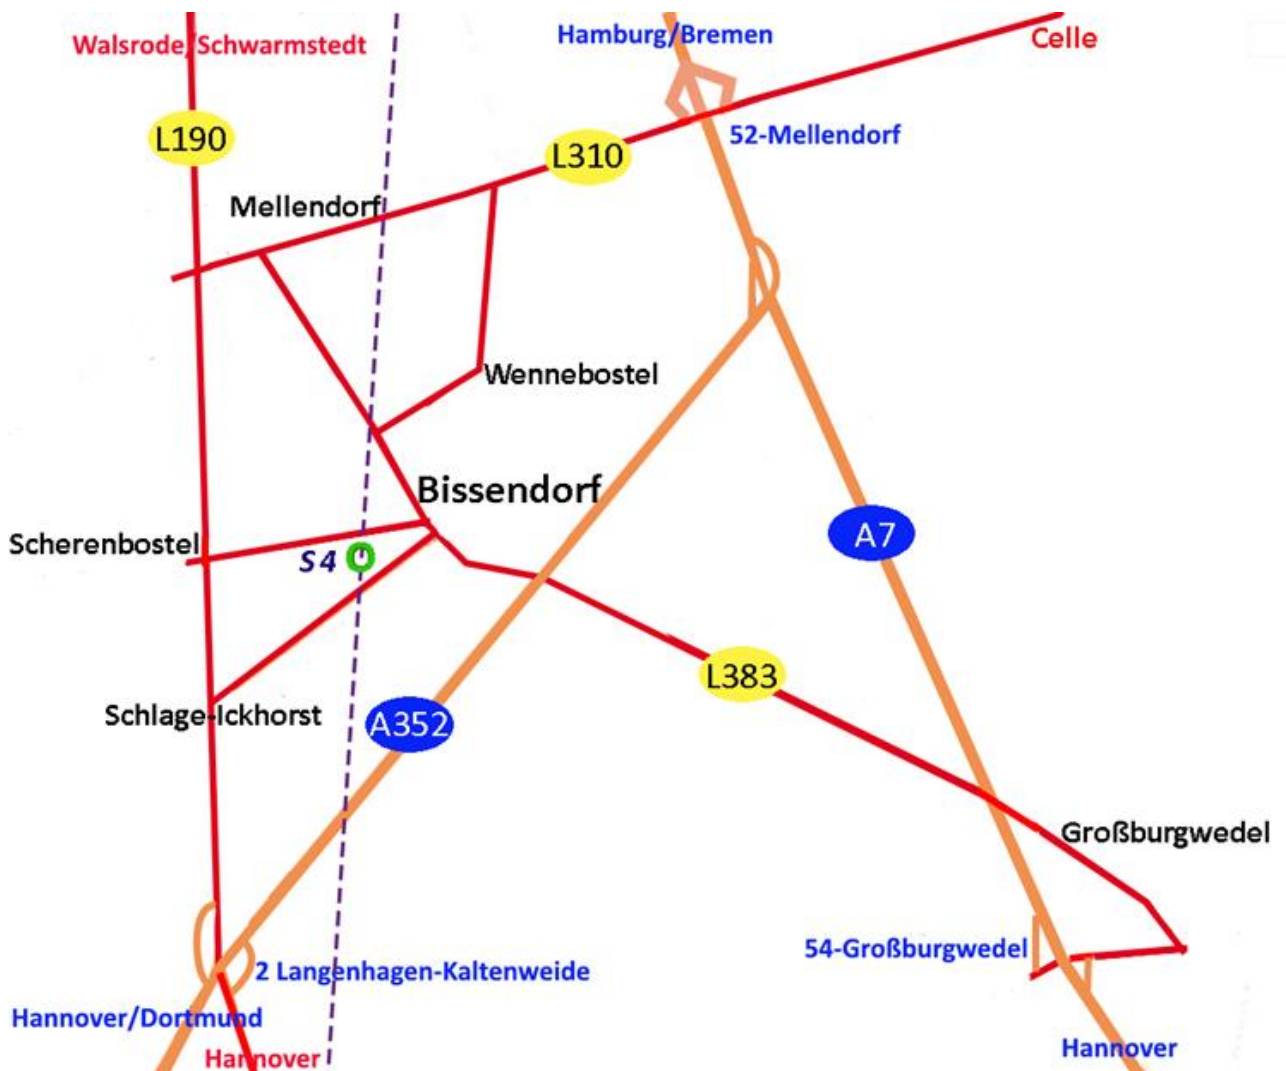 Hamburg/Bremen
Walsrode/Schwarmstedt
Celle
L190
52-Mellendorf
L310
Mellendorf
Wennebostel
Bissendorf
A7
Scherenbostel
S4
L383
Schlage-Ickhorst
A352
Großburgwedel
54-Großburgwedel
2 Langenhagen-Kaltenweide
Hannover/Dortmund
Hannover
Hannover